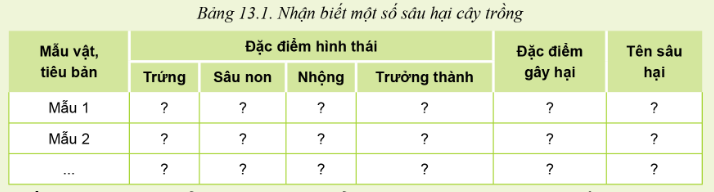 Bảng 13.1. Nhận biết một số sâu hại cây trồng
Mẫu vật, tiêu bản
Đặc điểm hình thái
Đặc điểm gây hại
Tên sâu hại
Trứng Sâu non Nhộng Trưởng thành
Mẫu 1 ? ? ? ? ? ?
Mẫu 2 ? ? ? ? ? ?
... ? ? ? ? ? ?